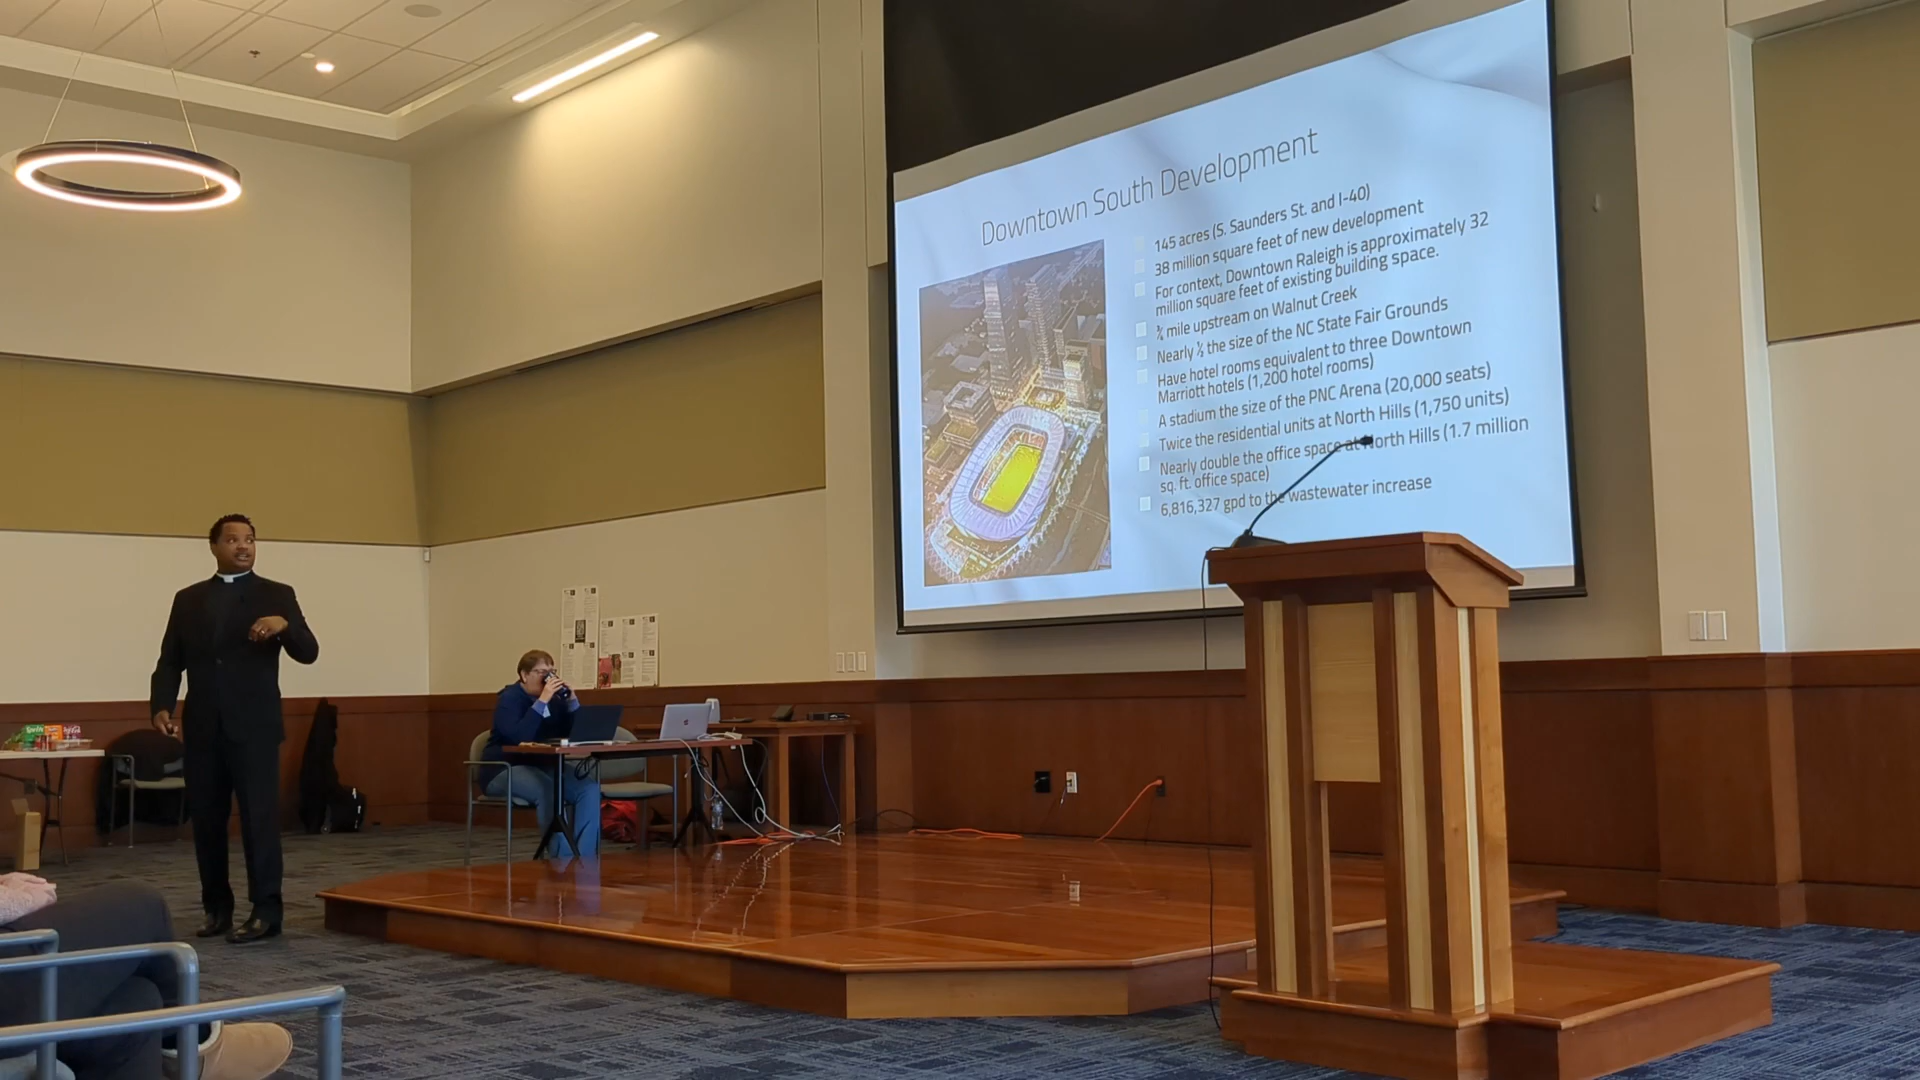 Downtown South Development
145 acres (S. Saunders St. and I-40)
38 million square feet of new development
For context, Downtown Raleigh is approximately 32
million square feet of existing building space.
¾ mile upstream on Walnut Creek
Nearly ½ the size of the NC State Fair Grounds
Have hotel rooms equivalent to three Downtown
Marriott hotels (1,200 hotel rooms)
A stadium the size of the PNC Arena (20,000 seats)
Twice the residential units at North Hills (1,750 units)
Nearly double the office space at North Hills (1.7 million
sq. ft. office space)
6,816,327 gpd to the wastewater increase